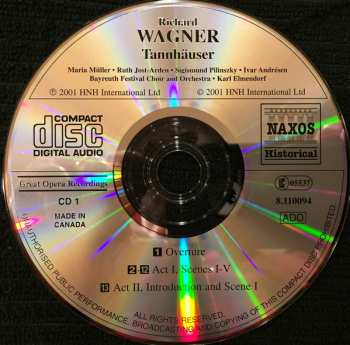 Richard
WAGNER
Tannhäuser
Maria Müller • Ruth Jost-Arden • Sigismund Pilinszky • Ivar Andrésen
Bayreuth Festival Choir and Orchestra • Karl Elmendorf
℗ 2001 HNH International Ltd
© 2001 HNH International Ltd
COMPACT
disc
DIGITAL AUDIO
NAXOS
Historical
Great Opera Recordings
CD 1
MADE IN
CANADA
05537
8.110094
ADD
1 Overture
2-12 Act I, Scenes I-V
13 Act II, Introduction and Scene I
ALL RIGHTS RESERVED.
UNAUTHORISED PUBLIC PERFORMANCE, BROADCASTING AND COPYING OF THIS COMPACT DISC